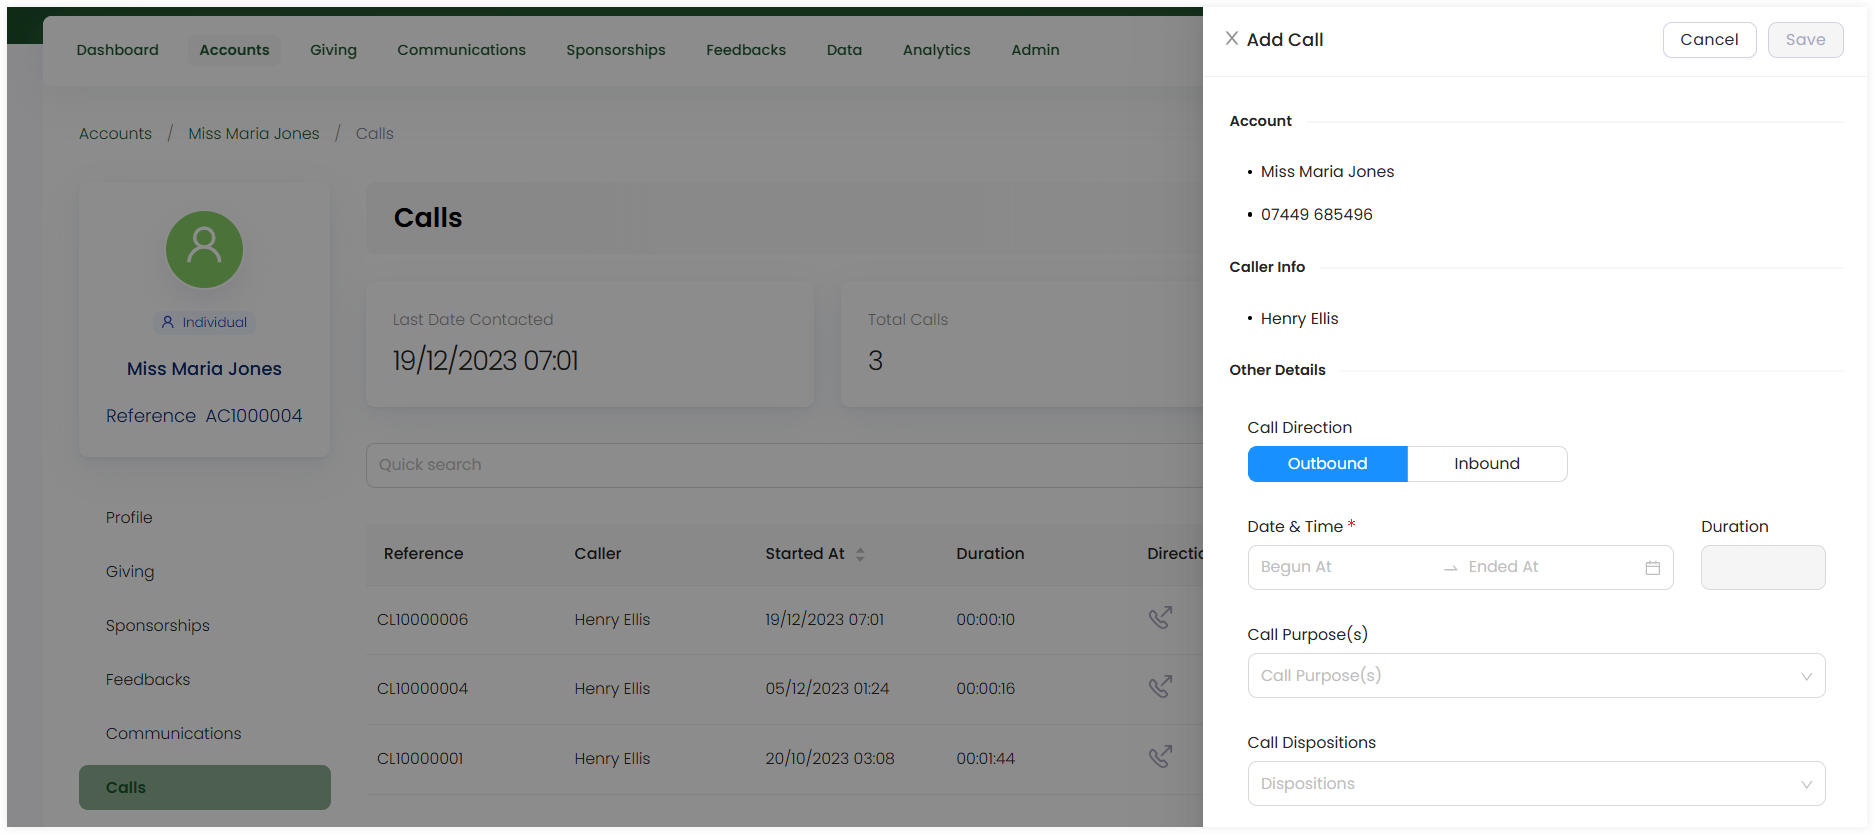 Dashboard Accounts Giving Communications Sponsorships Feedbacks Data Analytics Admin
Accounts / Miss Maria Jones / Calls
Individual
Miss Maria Jones
Reference AC1000004
Profile
Giving
Sponsorships
Feedbacks
Communications
Calls
Calls
Last Date Contacted
19/12/2023 07:01
Total Calls
3
Quick search
Reference Caller Started At Duration Directio
CL10000006 Henry Ellis 19/12/2023 07:01 00:00:10
CL10000004 Henry Ellis 05/12/2023 01:24 00:00:16
CL10000001 Henry Ellis 20/10/2023 03:08 00:01:44
Add Call
Cancel Save
Account
• Miss Maria Jones
• 07449 685496
Caller Info
• Henry Ellis
Other Details
Call Direction
Outbound Inbound
Date & Time * Duration
Begun At → Ended At
Call Purpose(s)
Call Purpose(s)
Call Dispositions
Dispositions